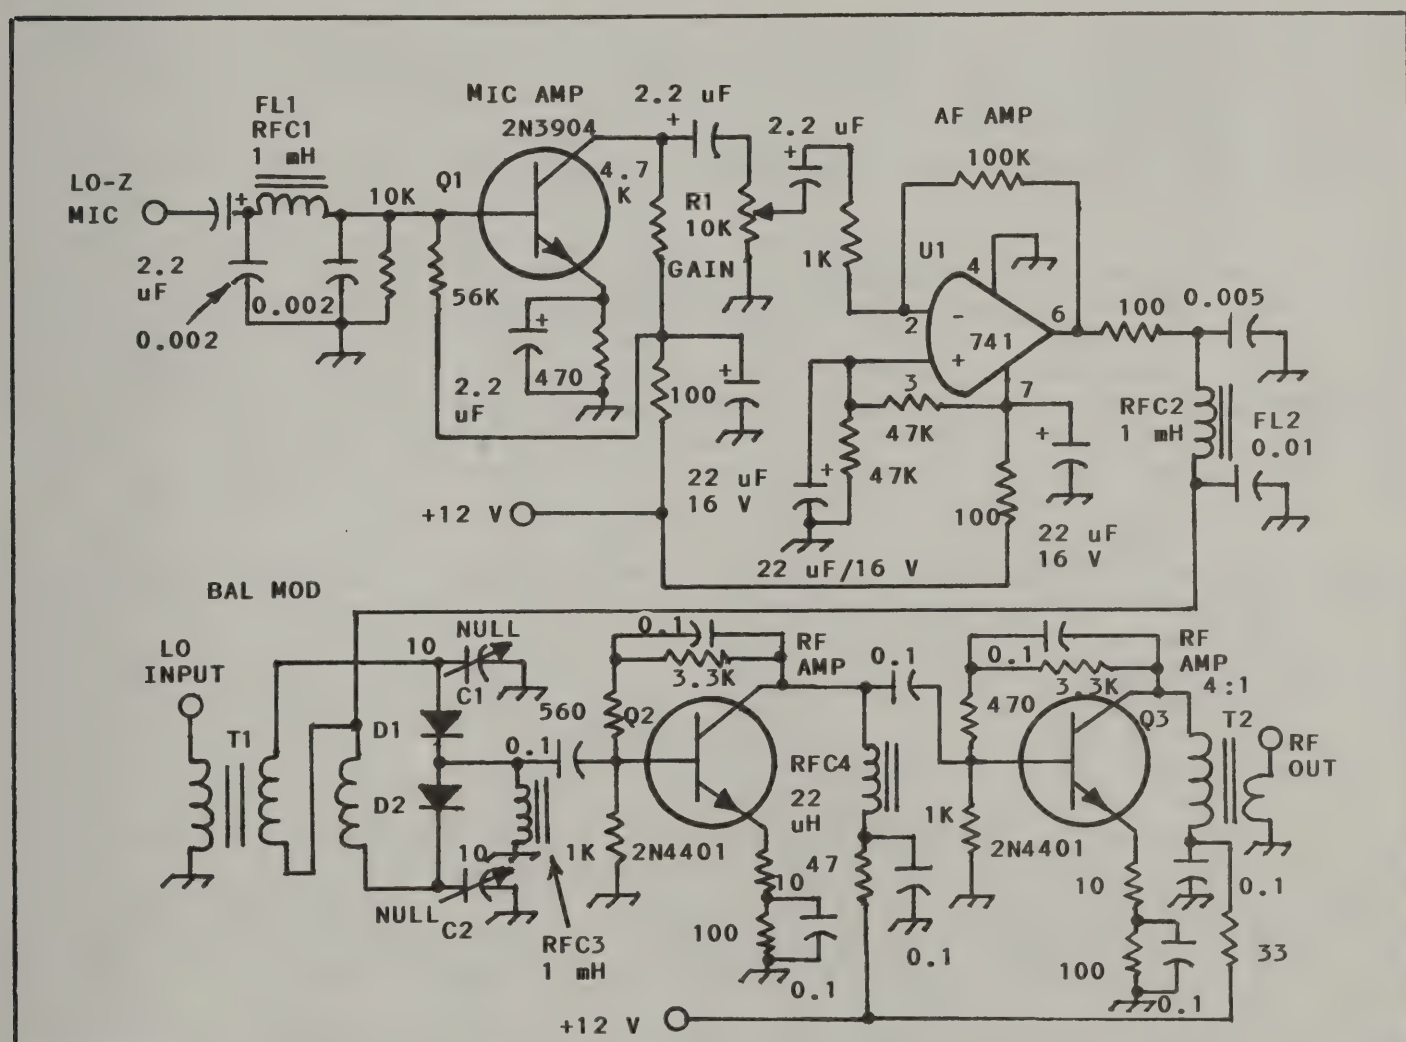 MIC AMP
2N3904
FL1
RFC1
1 mH
LO-Z
MIC
+
10K
Q1
4.7
K
2.2 uF
+
2.2 uF
+
R1
10K
GAIN
AF AMP
100K
1K
U1
4
2
-
741
+
6
7
3
100
0.005
2.2
uF
0.002
0.002
56K
+
2.2
uF
470
100
+
22 uF
16 V
+12 V
+
47K
47K
22 uF/16 V
100
+
22 uF
16 V
RFC2
1 mH
FL2
0.01
BAL MOD
LO
INPUT
T1
10
NULL
C1
D1
D2
10
NULL
C2
0.1
RFC3
1 mH
560
0.1
3.3K
Q2
RF
AMP
1K
2N4401
10
100
0.1
RFC4
22
uH
47
0.1
0.1
470
0.1
3.3K
RF
AMP
4:1
Q3
T2
RF
OUT
1K
2N4401
10
100
0.1
0.1
33
+12 V